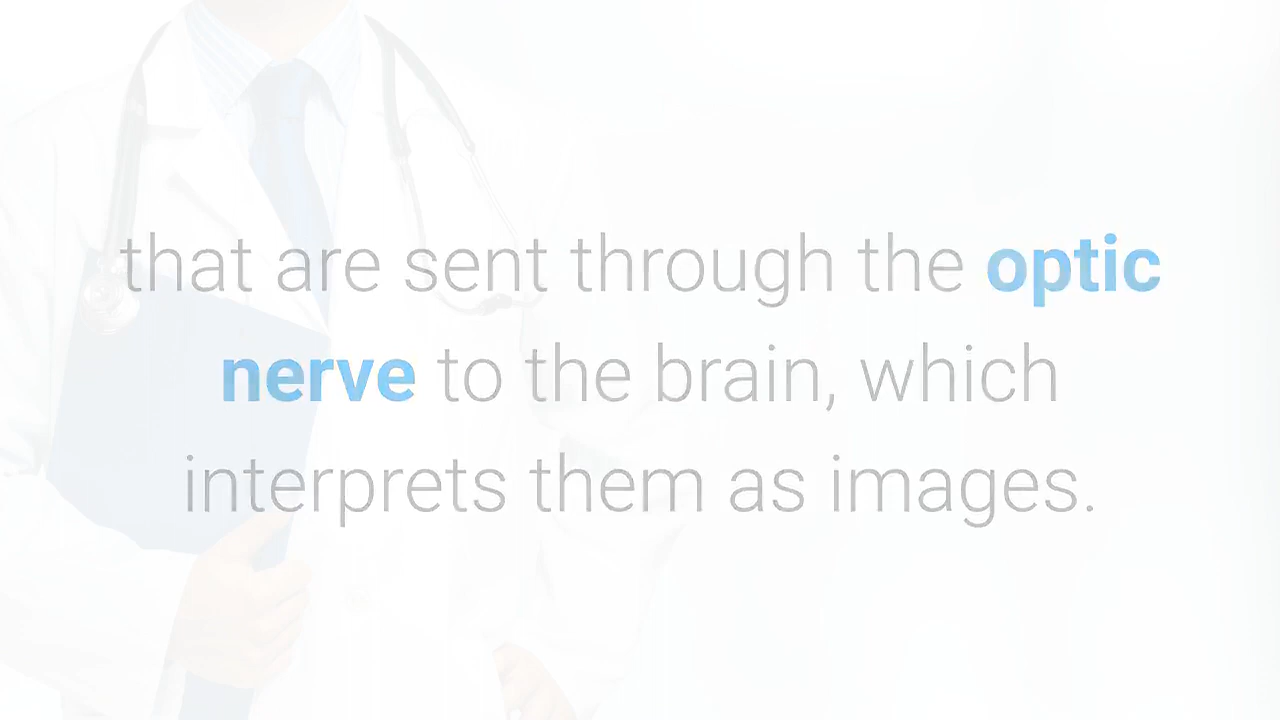 that are sent through the optic
nerve to the brain, which
interprets them as images.